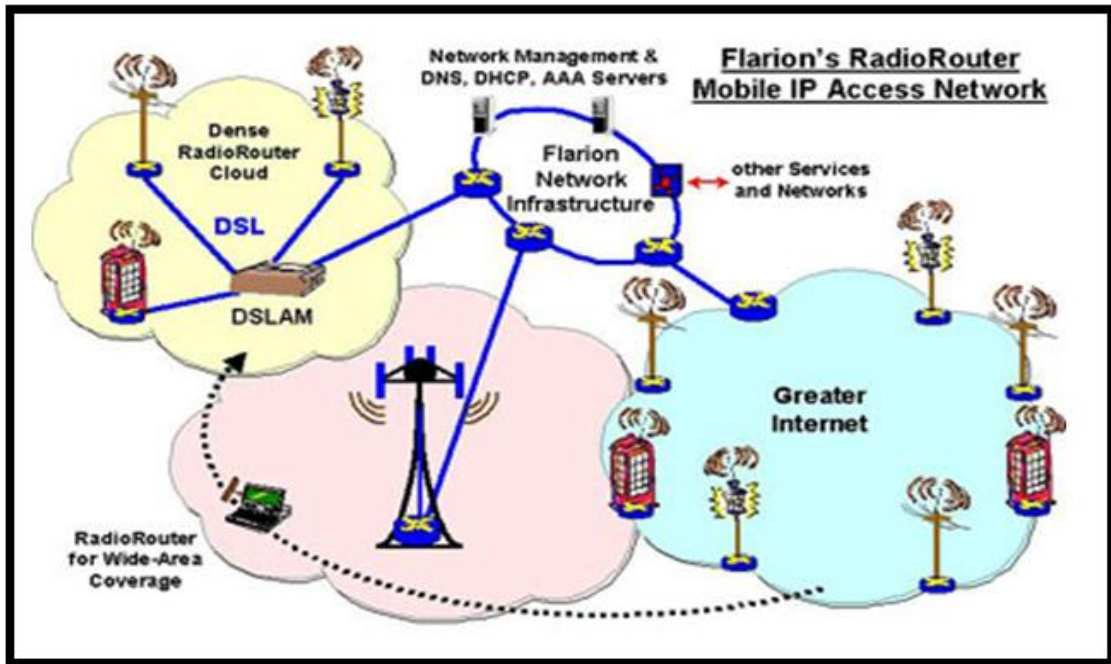 Network Management &
DNS, DHCP, AAA Servers
Flarion's RadioRouter
Mobile IP Access Network
Dense
RadioRouter
Cloud
Flarion
Network
Infrastructure
other Services
and Networks
DSL
DSLAM
Greater
Internet
RadioRouter
for Wide-Area
Coverage